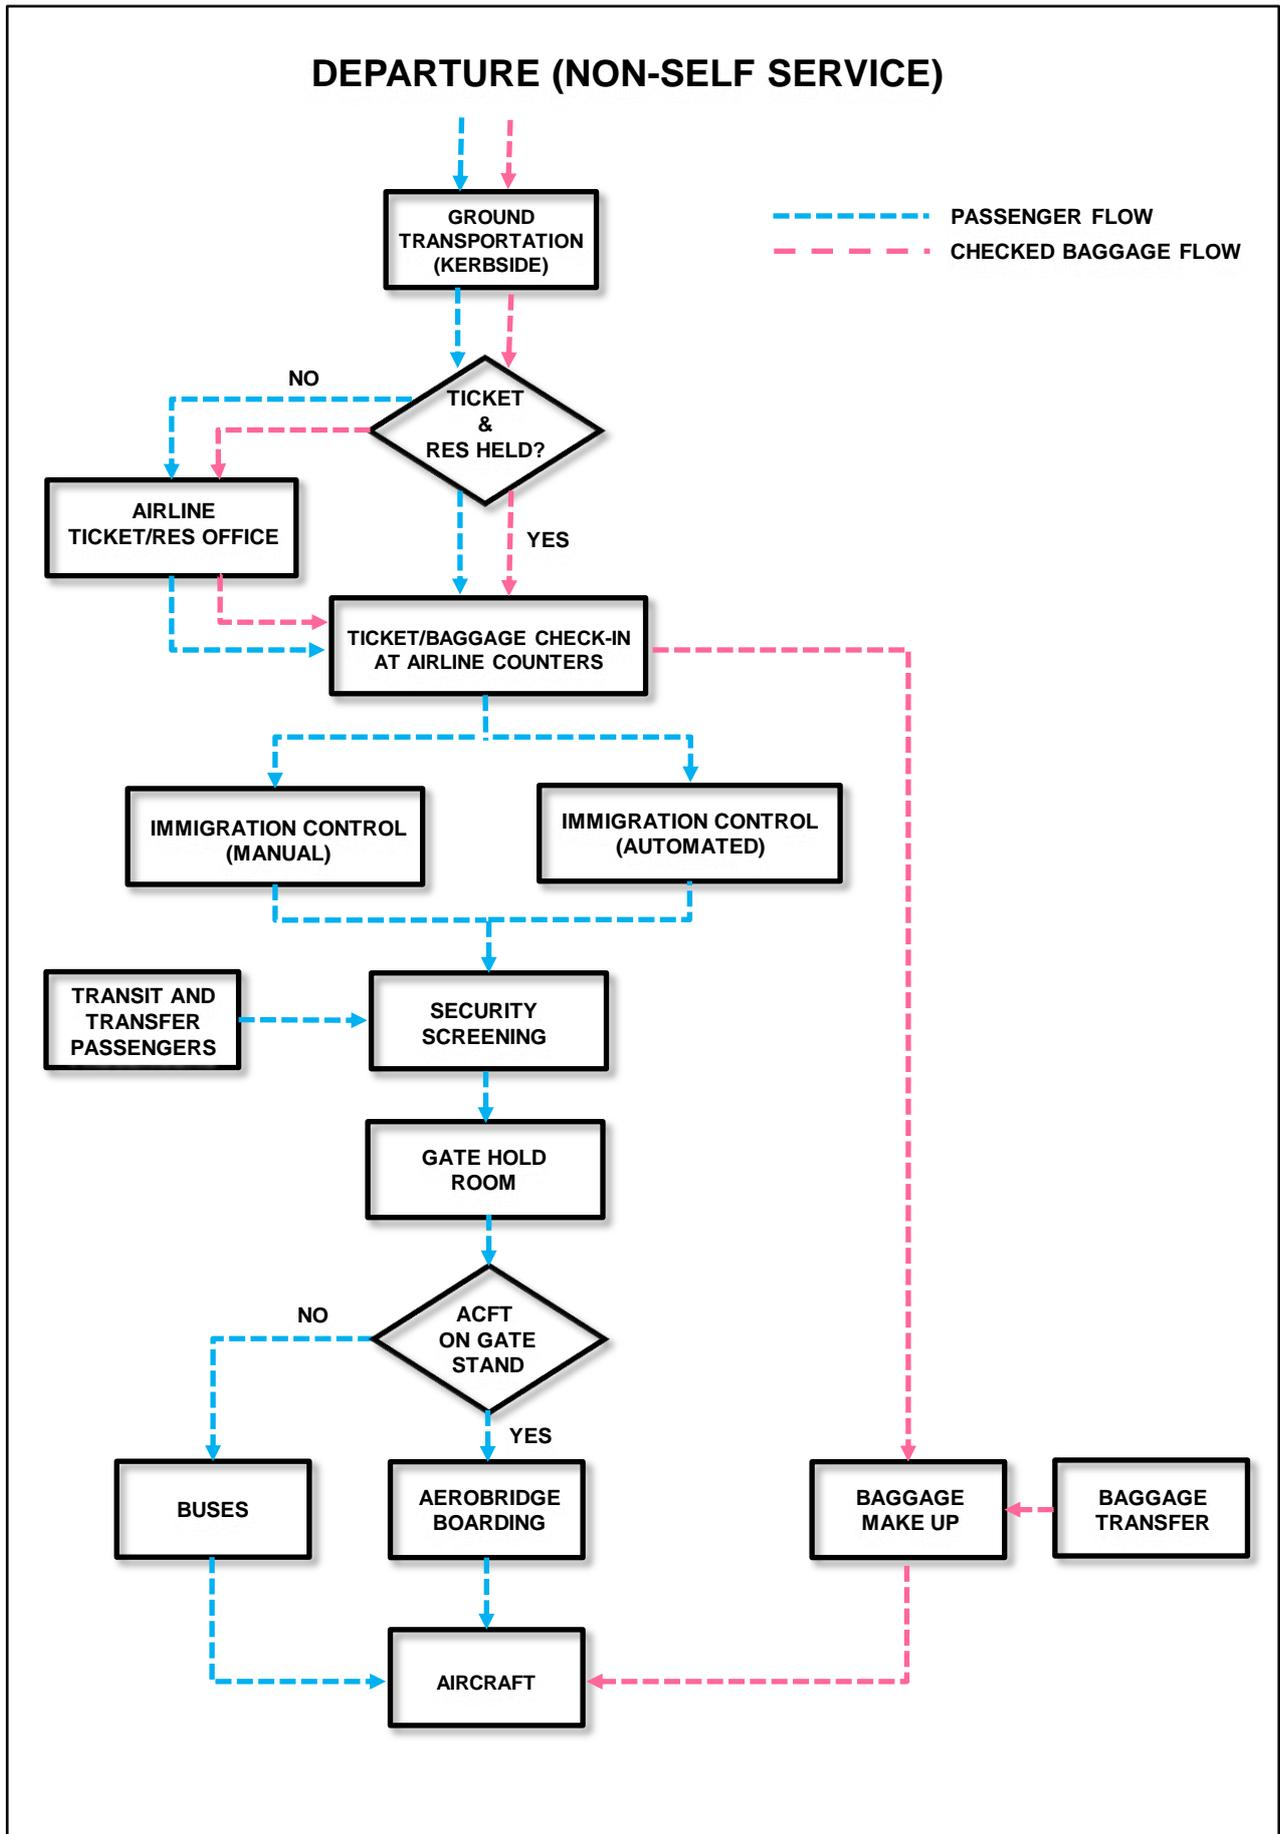 DEPARTURE (NON-SELF SERVICE)
GROUND
TRANSPORTATION
(KERBSIDE)
PASSENGER FLOW
CHECKED BAGGAGE FLOW
NO
TICKET
&
RES HELD?
AIRLINE
TICKET/RES OFFICE
YES
TICKET/BAGGAGE CHECK-IN
AT AIRLINE COUNTERS
IMMIGRATION CONTROL
(MANUAL)
IMMIGRATION CONTROL
(AUTOMATED)
TRANSIT AND
TRANSFER
PASSENGERS
SECURITY
SCREENING
GATE HOLD
ROOM
NO
ACFT
ON GATE
STAND
YES
BUSES
AEROBRIDGE
BOARDING
BAGGAGE
MAKE UP
BAGGAGE
TRANSFER
AIRCRAFT